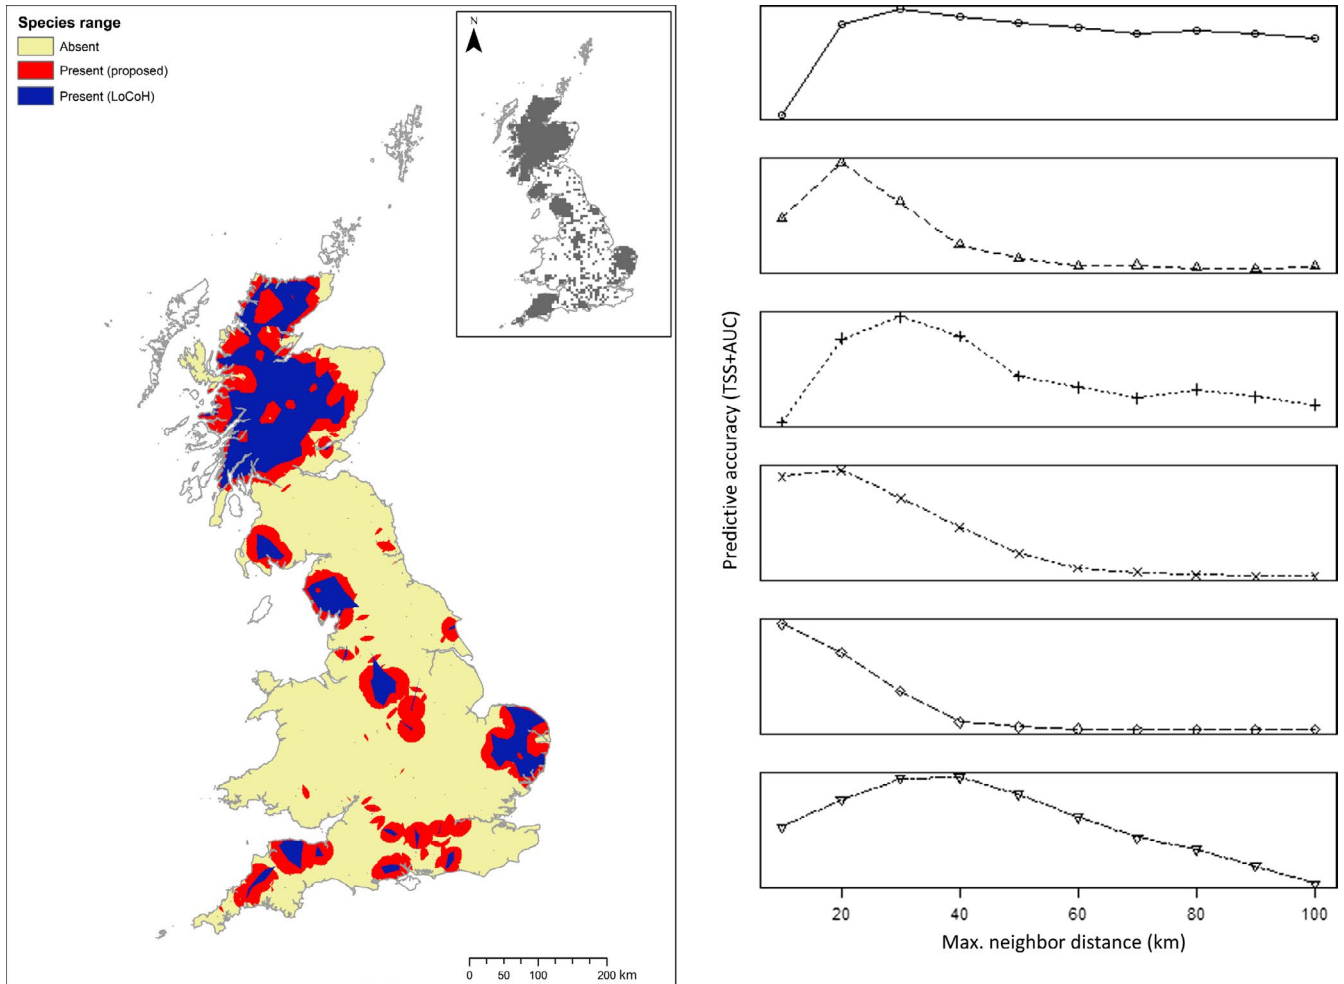 Species range
Absent
Present (proposed)
Present (LoCoH)
N
0 50 100 200 km
Predictive accuracy (TSS+AUC)
20 40 60 80 100
Max. neighbor distance (km)